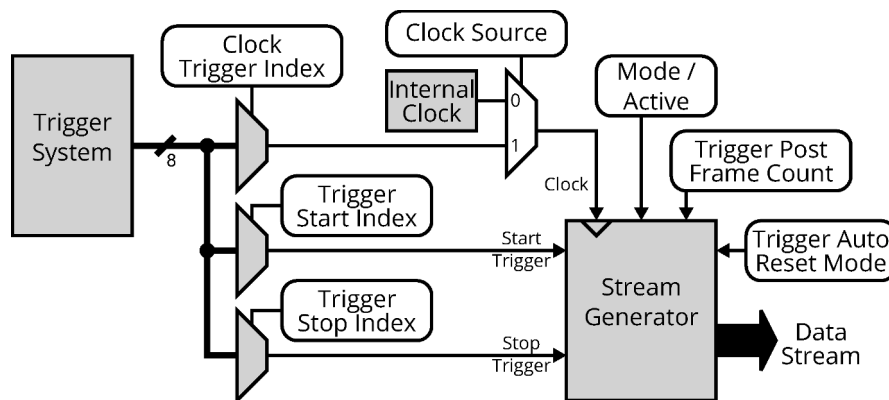 Clock
Trigger Index
Clock Source
Trigger
System
8
Internal
Clock
0
1
Mode /
Active
Clock
Trigger Post
Frame Count
Trigger
Start Index
Start
Trigger
Trigger Auto
Reset Mode
Stream
Generator
Trigger
Stop Index
Stop
Trigger
Data
Stream